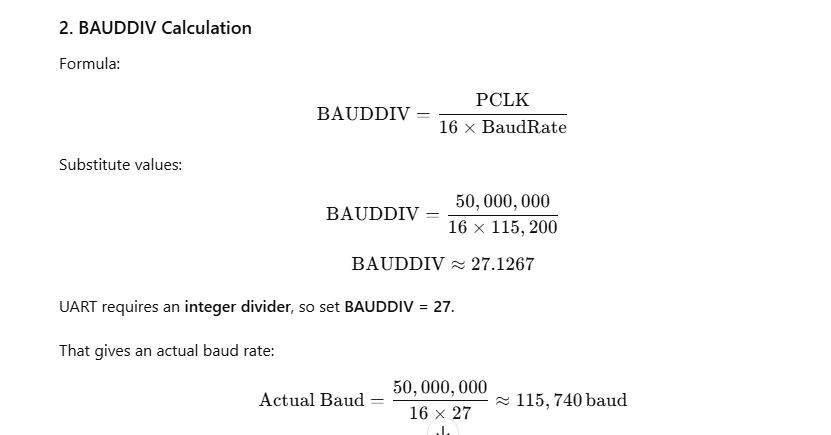 2. BAUDDIV Calculation
Formula:
BAUDDIV = PCLK / 16 × BaudRate
Substitute values:
BAUDDIV = 50,000,000 / 16 × 115,200
BAUDDIV ≈ 27.1267
UART requires an integer divider, so set BAUDDIV = 27.
That gives an actual baud rate:
Actual Baud = 50,000,000 / 16 × 27 ≈ 115,740 baud